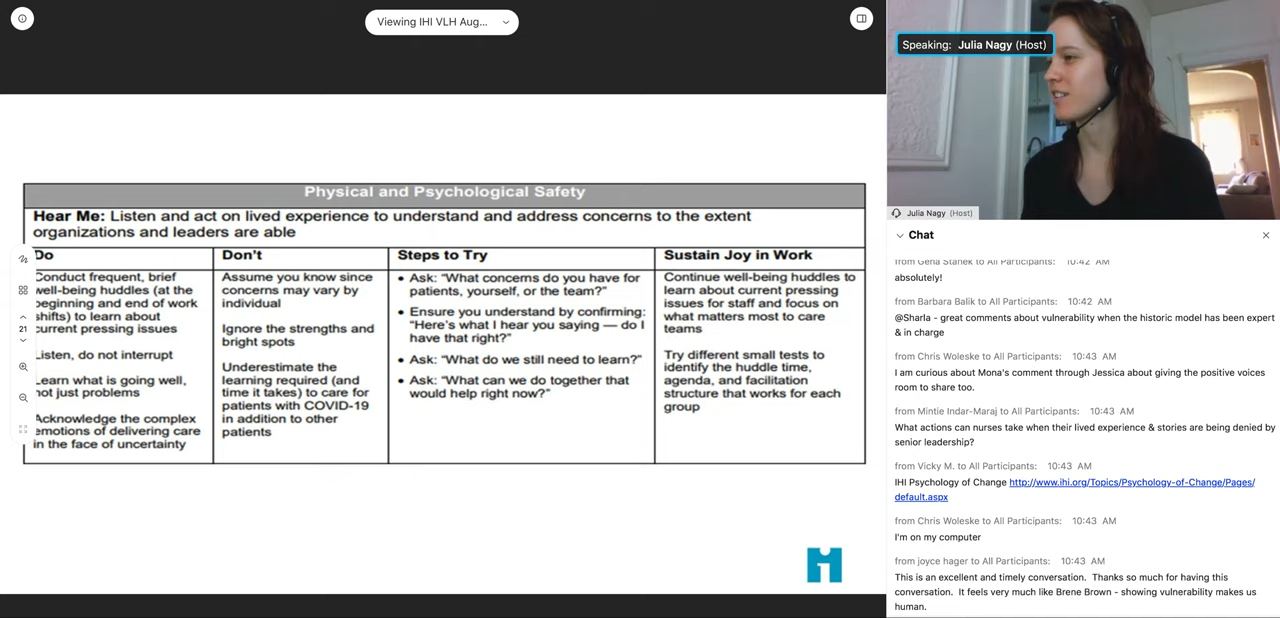 Viewing IHI VLH Aug...
Physical and Psychological Safety
Hear Me: Listen and act on lived experience to understand and address concerns to the extent
organizations and leaders are able
Do
Conduct frequent, brief
well-being huddles (at the
beginning and end of work
shifts) to learn about
current pressing issues
Listen, do not interrupt
Learn what is going well,
not just problems
Acknowledge the complex
emotions of delivering care
in the face of uncertainty
Don't
Assume you know since
concerns may vary by
individual
Ignore the strengths and
bright spots
Underestimate the
learning required (and
time it takes) to care for
patients with COVID-19
in addition to other
patients
Steps to Try
• Ask: "What concerns do you have for
patients, yourself, or the team?"
• Ensure you understand by confirming:
"Here's what I hear you saying — do I
have that right?"
• Ask: "What do we still need to learn?"
• Ask: "What can we do together that
would help right now?"
Sustain Joy in Work
Continue well-being huddles to
learn about current pressing
issues for staff and focus on
what matters most to care
teams
Try different small tests to
identify the huddle time,
agenda, and facilitation
structure that works for each
group
21
Speaking: Julia Nagy (Host)
Julia Nagy (Host)
Chat
from Gena Stanek to All Participants: 10:42 AM
absolutely!
from Barbara Balik to All Participants: 10:42 AM
@Sharla - great comments about vulnerability when the historic model has been expert
& in charge
from Chris Woleske to All Participants: 10:43 AM
I am curious about Mona's comment through Jessica about giving the positive voices
room to share too.
from Mintie Indar-Maraj to All Participants: 10:43 AM
What actions can nurses take when their lived experience & stories are being denied by
senior leadership?
from Vicky M. to All Participants: 10:43 AM
IHI Psychology of Change http://www.ihi.org/Topics/Psychology-of-Change/Pages/
default.aspx
from Chris Woleske to All Participants: 10:43 AM
I'm on my computer
from joyce hager to All Participants: 10:43 AM
This is an excellent and timely conversation. Thanks so much for having this
conversation. It feels very much like Brene Brown - showing vulnerability makes us
human.